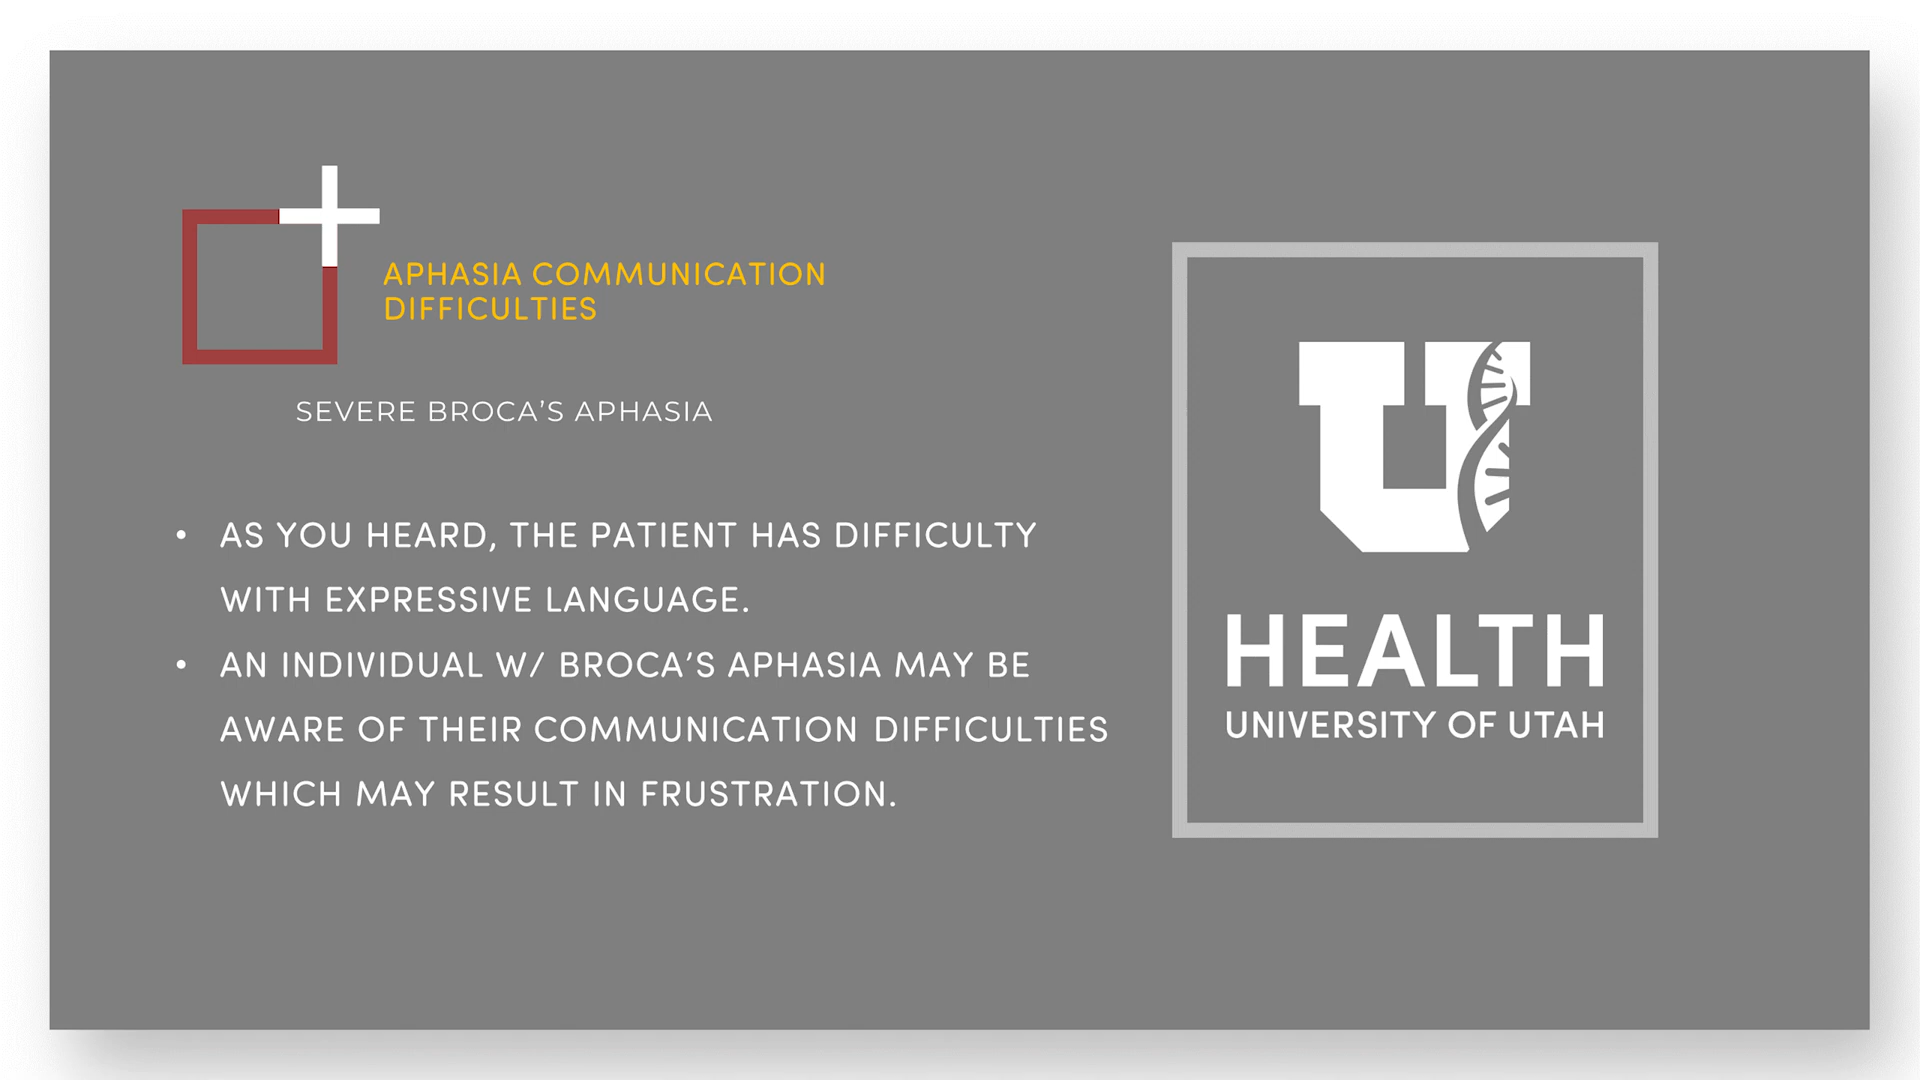 APHASIA COMMUNICATION
DIFFICULTIES
SEVERE BROCA'S APHASIA
• AS YOU HEARD, THE PATIENT HAS DIFFICULTY
WITH EXPRESSIVE LANGUAGE.
• AN INDIVIDUAL W/ BROCA'S APHASIA MAY BE
AWARE OF THEIR COMMUNICATION DIFFICULTIES
WHICH MAY RESULT IN FRUSTRATION.
U
HEALTH
UNIVERSITY OF UTAH